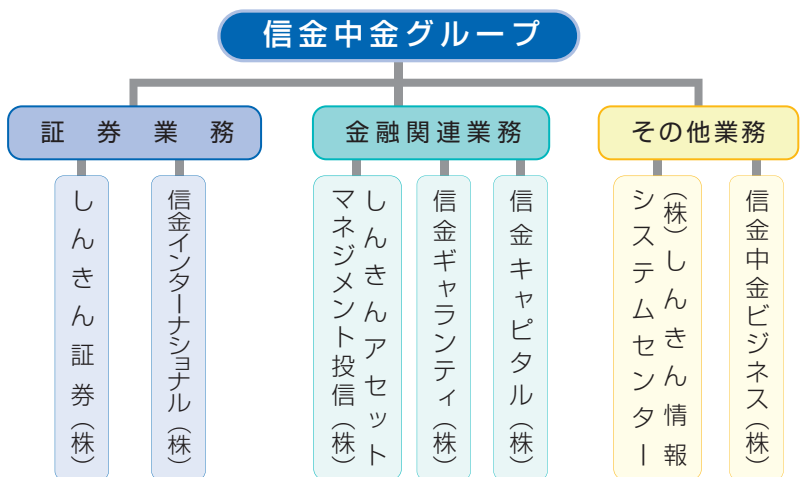 信金中金グループ
証券業務
金融関連業務
その他業務
しんきん証券(株)
信金インターナショナル(株)
しんきんアセット
マネジメント投信(株)
信金ギャランティ(株)
信金キャピタル(株)
(株)しんきん情報
システムセンター
信金中金ビジネス(株)